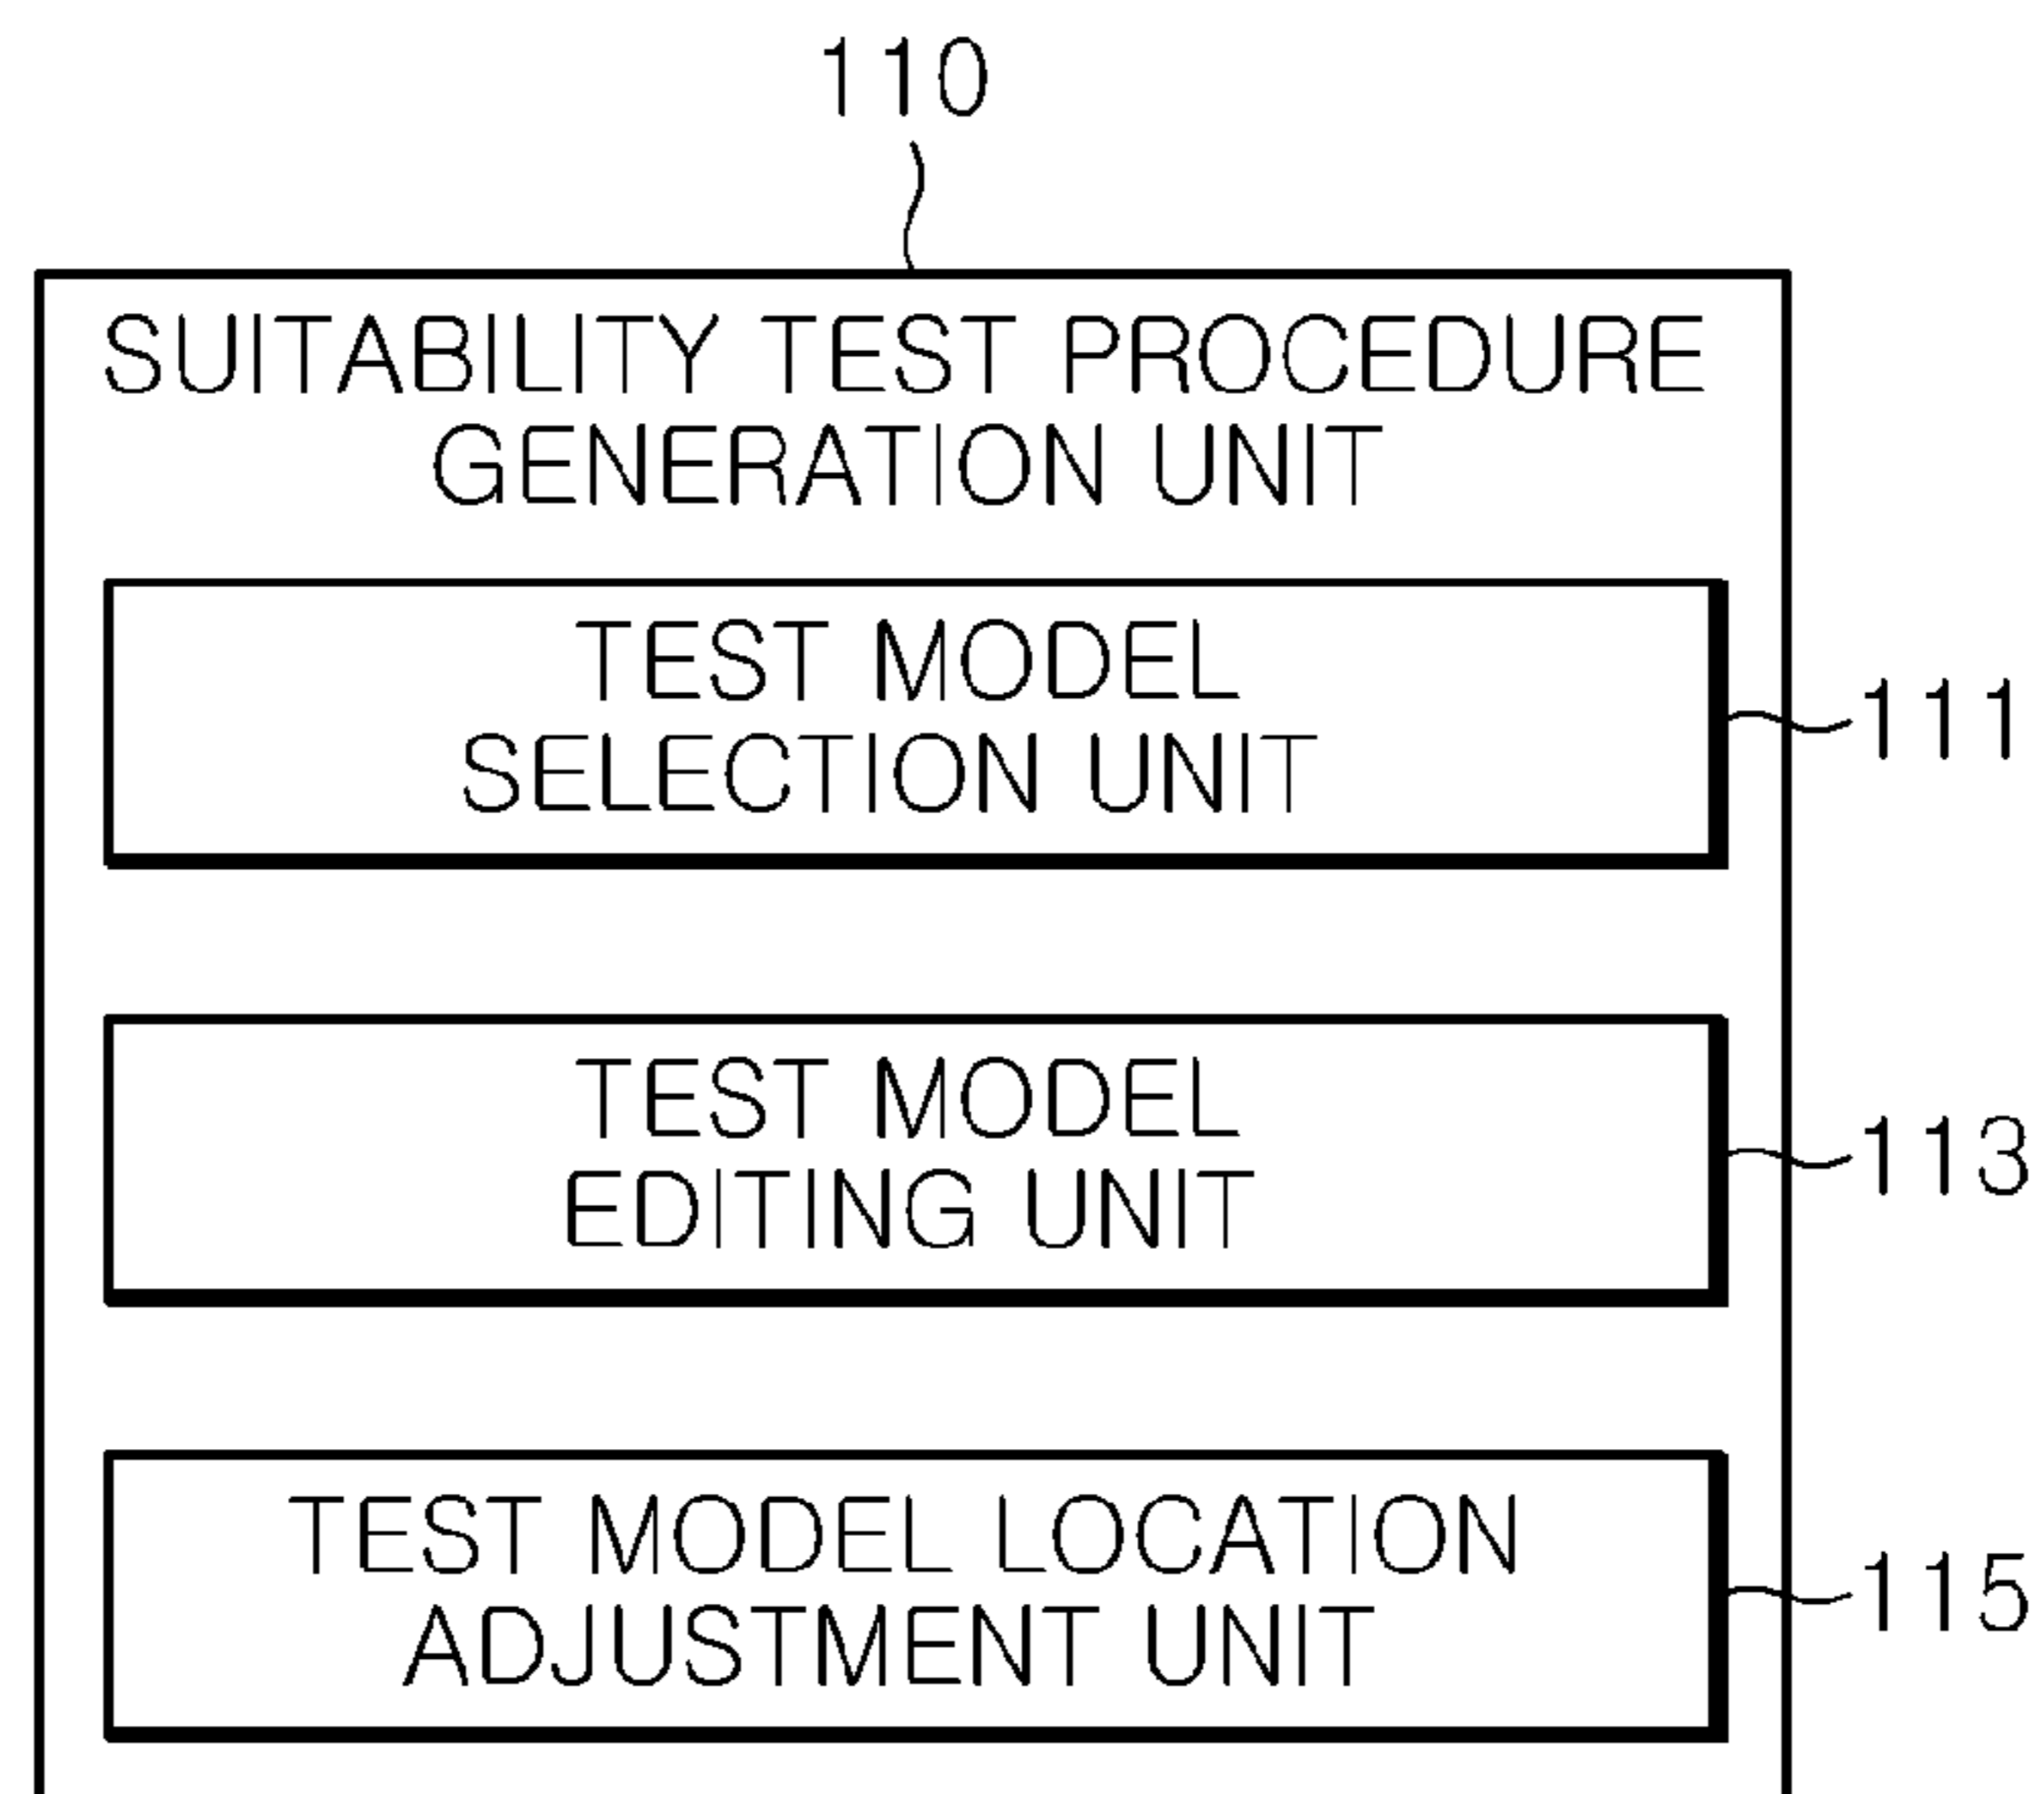 110
SUITABILITY TEST PROCEDURE
GENERATION UNIT
TEST MODEL
SELECTION UNIT
111
TEST MODEL
EDITING UNIT
113
TEST MODEL LOCATION
ADJUSTMENT UNIT
115